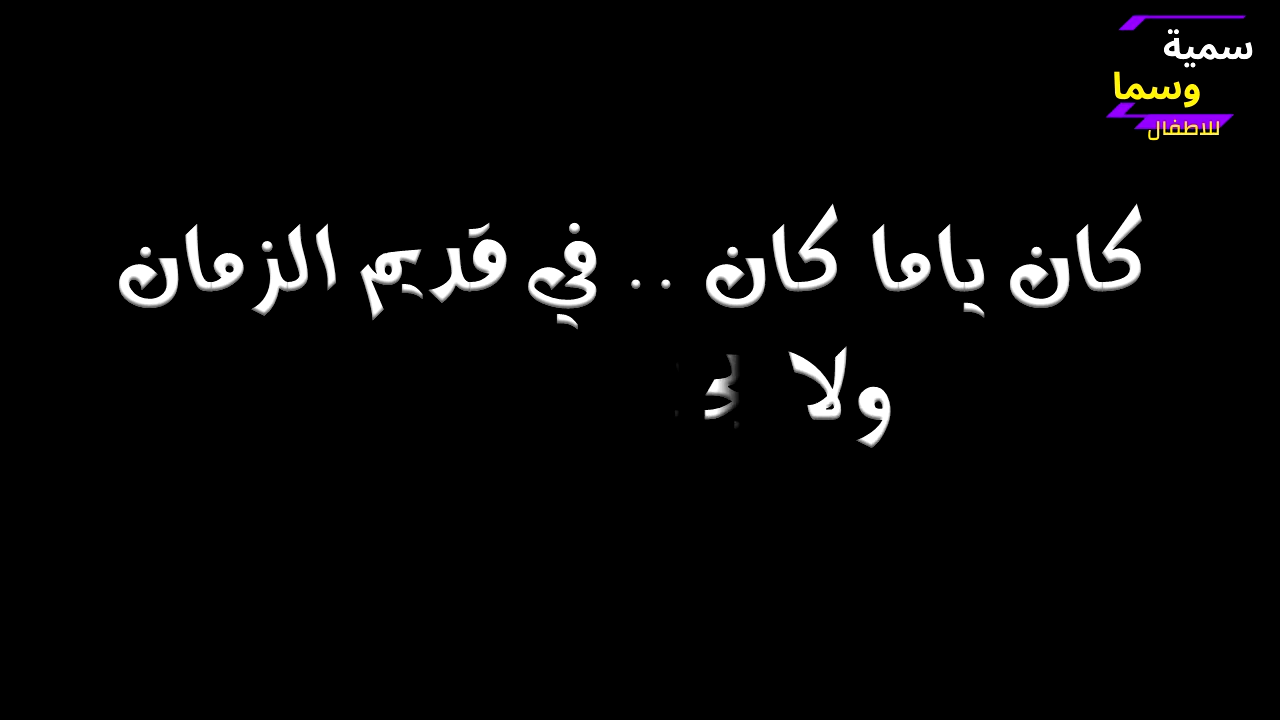 سمية
وسما
للاطفال
كان ياما كان .. في قديم الزمان
ولا